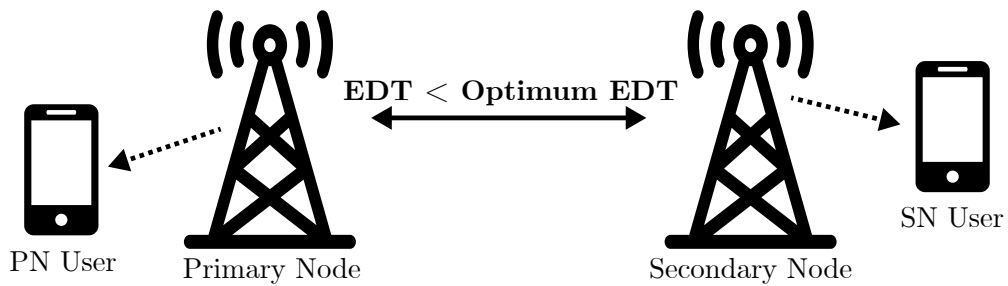 EDT < Optimum EDT
PN User
Primary Node
Secondary Node
SN User